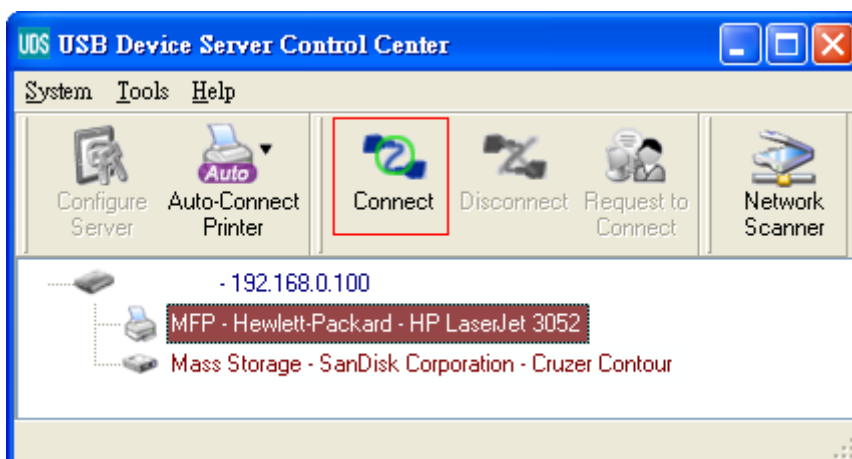 UDS USB Device Server Control Center
System Tools Help
Auto
Configure Server
Auto-Connect Printer
Connect
Disconnect
Request to Connect
Network Scanner
- 192.168.0.100
MFP - Hewlett-Packard - HP LaserJet 3052
Mass Storage - SanDisk Corporation - Cruzer Contour